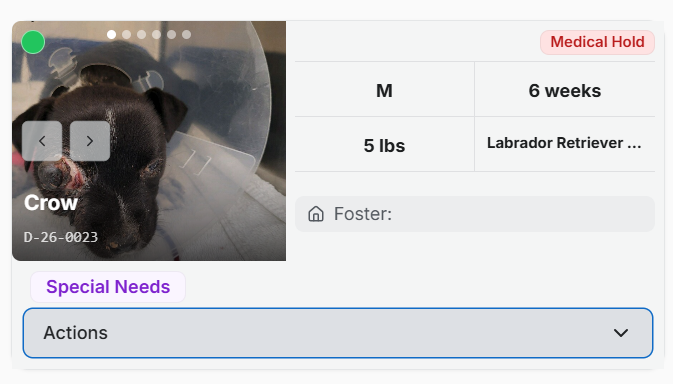 Medical Hold
M
6 weeks
5 lbs
Labrador Retriever ...
Crow
D-26-0023
Foster:
Special Needs
Actions